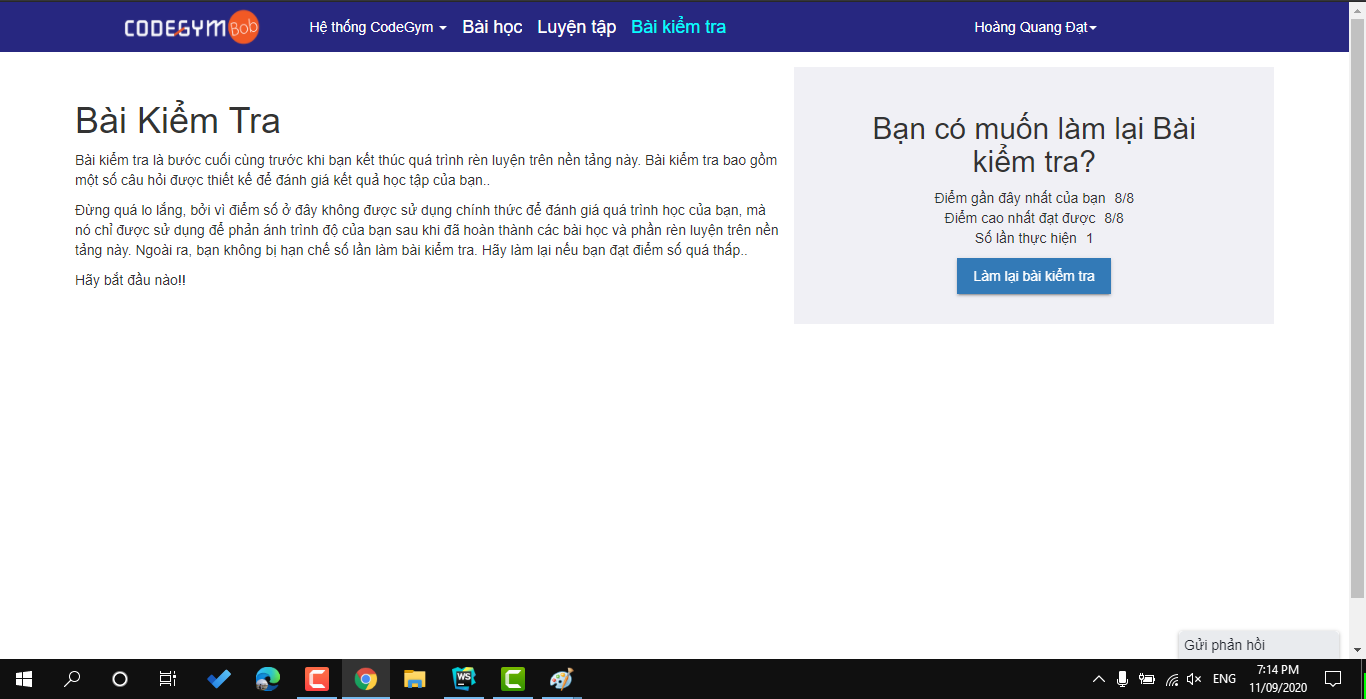 CODEGYM Bob
Hệ thống CodeGym
Bài học
Luyện tập
Bài kiểm tra
Hoàng Quang Đạt
Bài Kiểm Tra
Bài kiểm tra là bước cuối cùng trước khi bạn kết thúc quá trình rèn luyện trên nền tảng này. Bài kiểm tra bao gồm
một số câu hỏi được thiết kế để đánh giá kết quả học tập của bạn..
Đừng quá lo lắng, bởi vì điểm số ở đây không được sử dụng chính thức để đánh giá quá trình học của bạn, mà
nó chỉ được sử dụng để phản ánh trình độ của bạn sau khi đã hoàn thành các bài học và phần rèn luyện trên nền
tảng này. Ngoài ra, bạn không bị hạn chế số lần làm bài kiểm tra. Hãy làm lại nếu bạn đạt điểm số quá thấp..
Hãy bắt đầu nào!!
Bạn có muốn làm lại Bài
kiểm tra?
Điểm gần đây nhất của bạn 8/8
Điểm cao nhất đạt được 8/8
Số lần thực hiện 1
Làm lại bài kiểm tra
Gửi phản hồi
WS
ENG
7:14 PM
11/09/2020